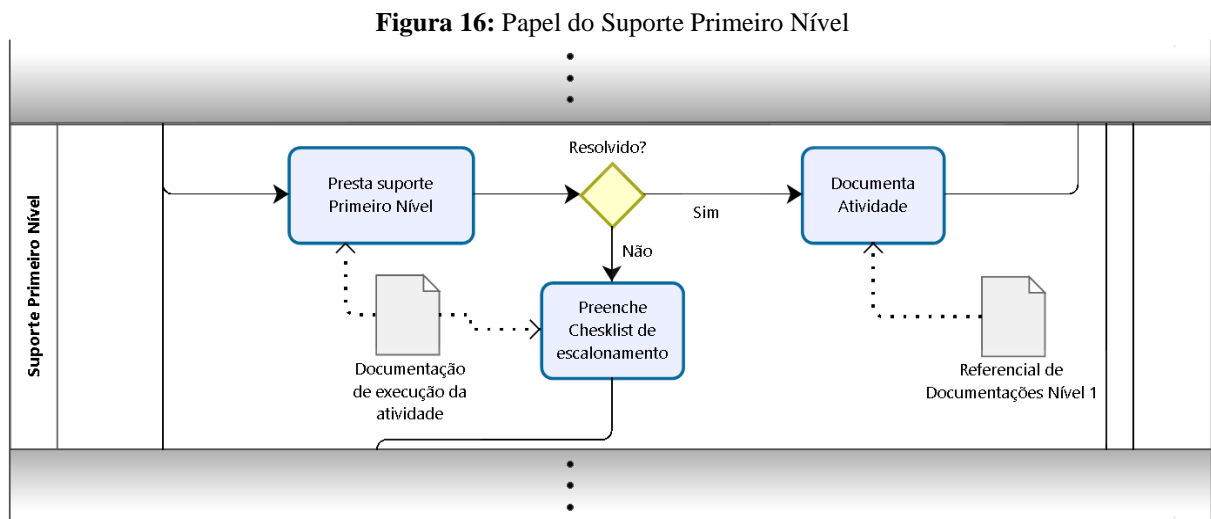 Figura 16: Papel do Suporte Primeiro Nível
Suporte Primeiro Nível
Presta suporte
Primeiro Nível
Resolvido?
Sim
Não
Documenta
Atividade
Preenche
Chesklist de
escalonamento
Documentação
de execução da
atividade
Referencial de
Documentações Nível 1